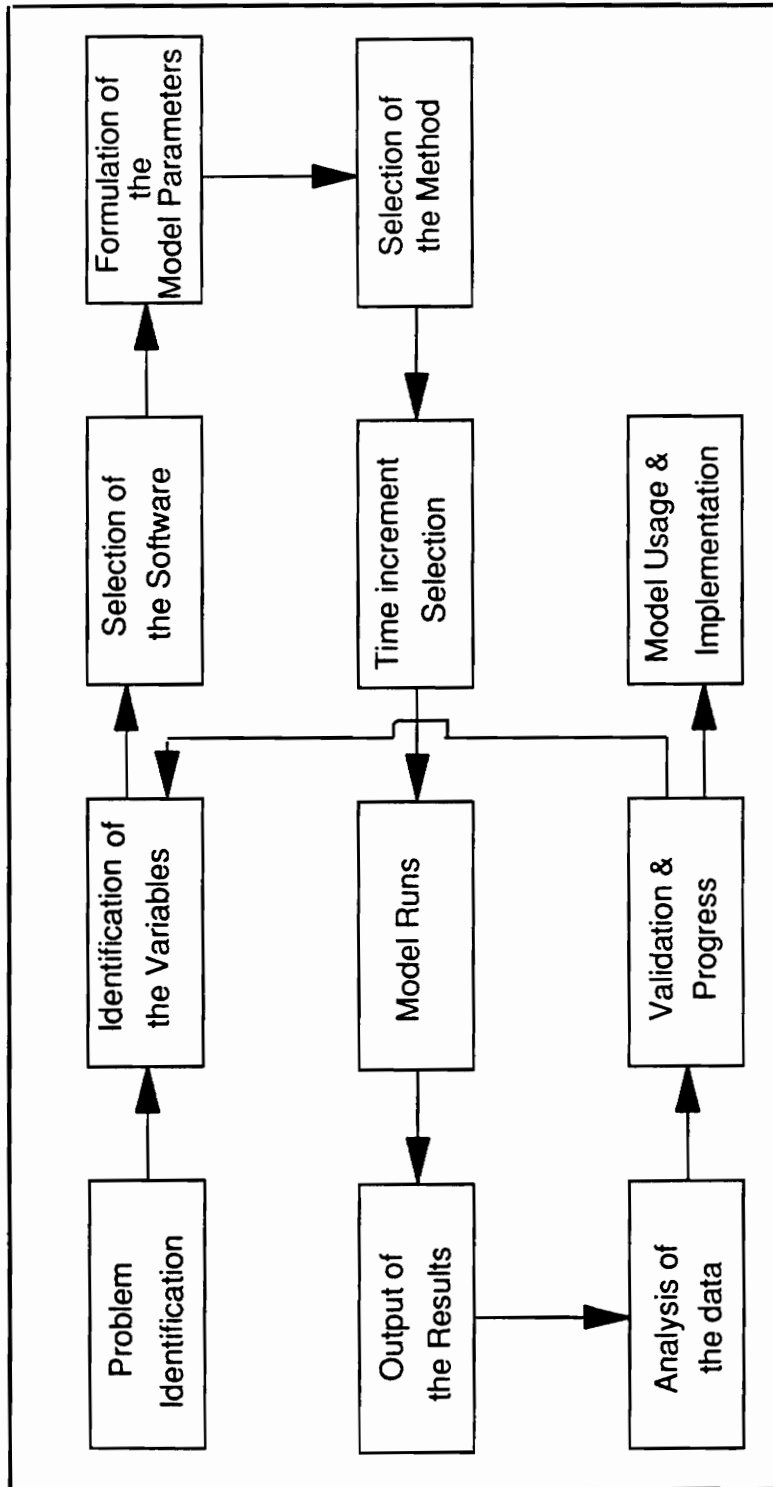 Problem
Identification
Identification of
the Variables
Selection of
the Software
Formulation of
the
Model Parameters
Selection of
the Method
Time increment
Selection
Model Runs
Output of
the Results
Analysis of
the data
Validation &
Progress
Model Usage &
Implementation